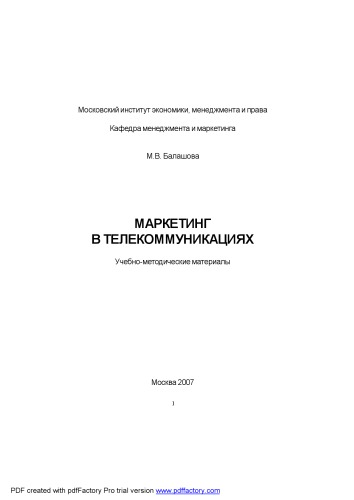 Московский институт экономики, менеджмента и права
Кафедра менеджмента и маркетинга
М.В. Балашова
МАРКЕТИНГ
В ТЕЛЕКОММУНИКАЦИЯХ
Учебно-методические материалы
Москва 2007
1
PDF created with pdfFactory Pro trial version www.pdffactory.com